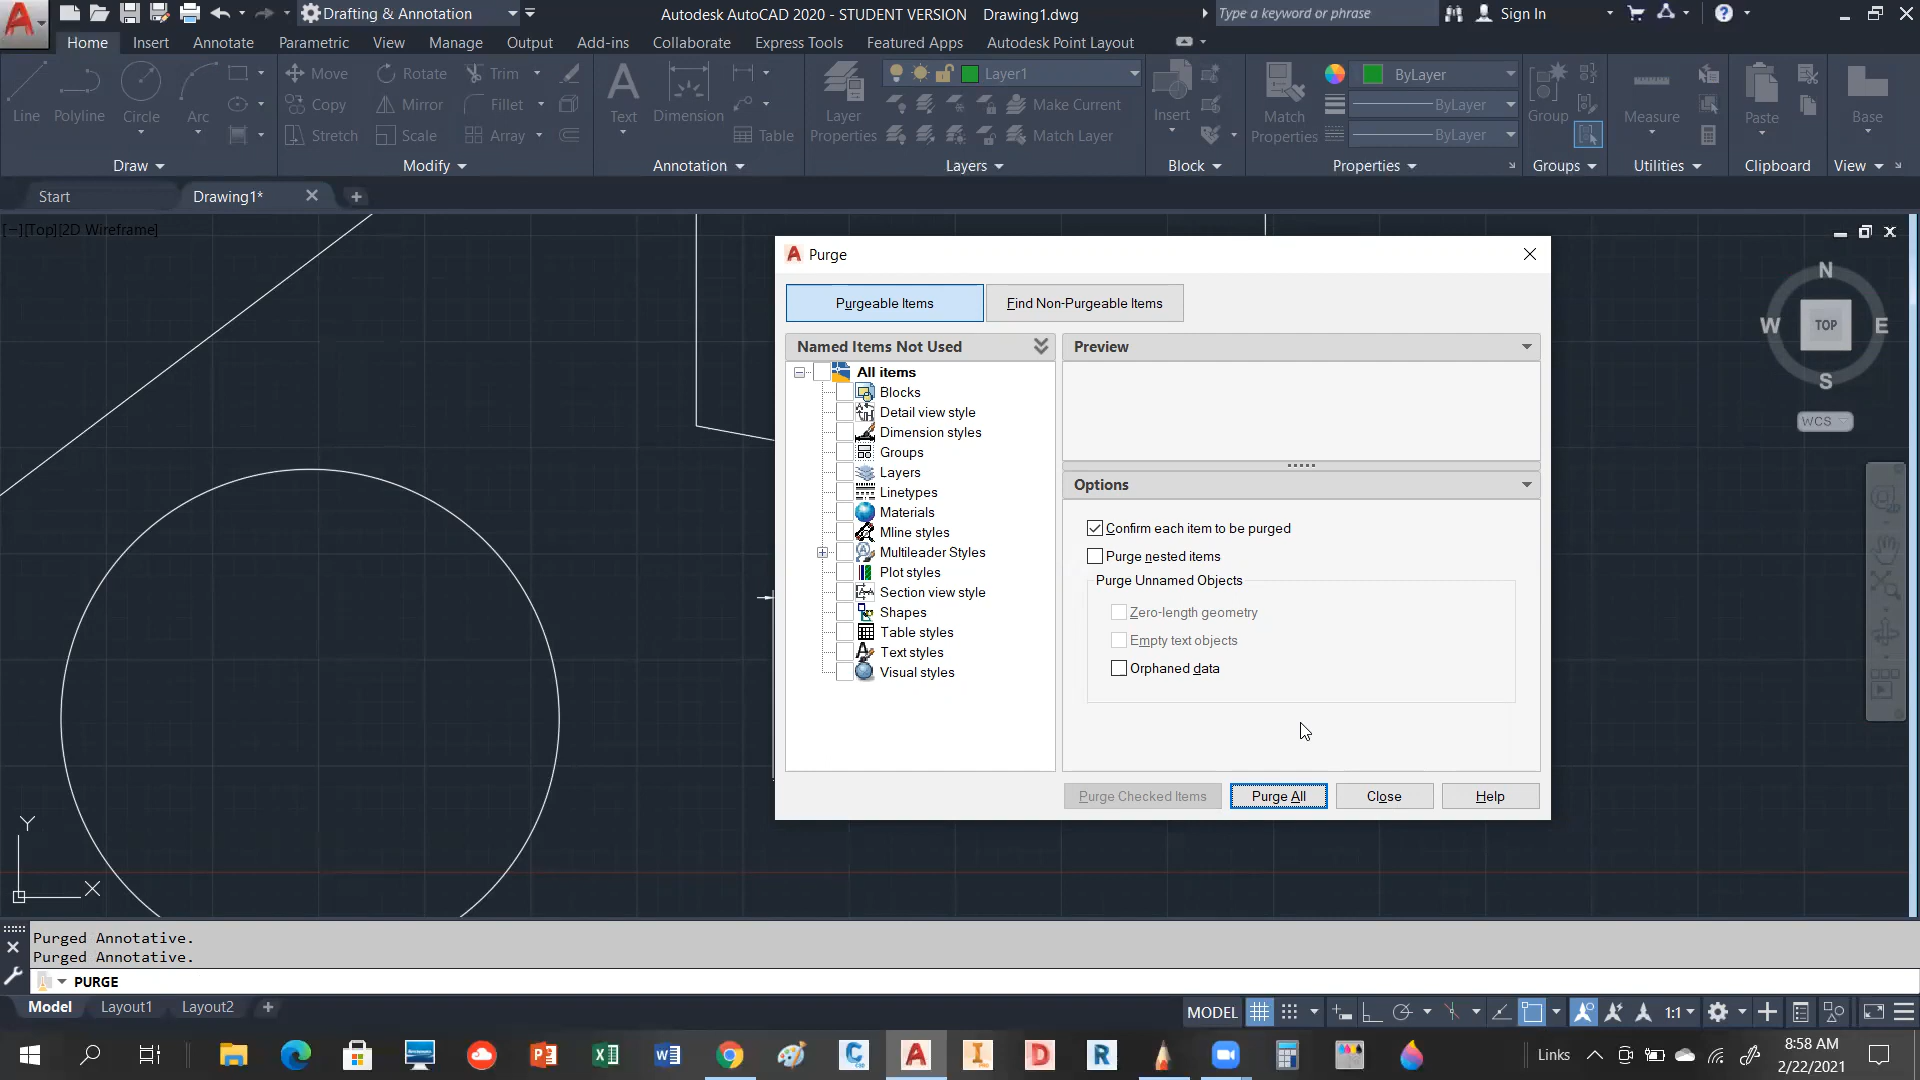 Drafting & Annotation
Autodesk AutoCAD 2020 - STUDENT VERSION Drawing1.dwg
Type a keyword or phrase
Sign In
Home Insert Annotate Parametric View Manage Output Add-ins Collaborate Express Tools Featured Apps Autodesk Point Layout
Line Polyline Circle Arc
Move Rotate Trim
Copy Mirror Fillet
Stretch Scale Array
Text Dimension
Table
Layer Properties
Layer1
Make Current
Match Layer
Insert
Match Properties
ByLayer
ByLayer
ByLayer
Group
Measure
Paste
Base
Draw Modify Annotation Layers Block Properties Groups Utilities Clipboard View
Start Drawing1*
[−][Top][2D Wireframe]
N
W TOP E
S
WCS
Purge
Purgeable Items Find Non-Purgeable Items
Named Items Not Used
All items
Blocks
Detail view style
Dimension styles
Groups
Layers
Linetypes
Materials
Mline styles
Multileader Styles
Plot styles
Section view style
Shapes
Table styles
Text styles
Visual styles
Preview
Options
Confirm each item to be purged
Purge nested items
Purge Unnamed Objects
Zero-length geometry
Empty text objects
Orphaned data
Purge Checked Items Purge All Close Help
Y
X
Purged Annotative.
Purged Annotative.
PURGE
Model Layout1 Layout2
MODEL
1:1
Links
8:58 AM
2/22/2021